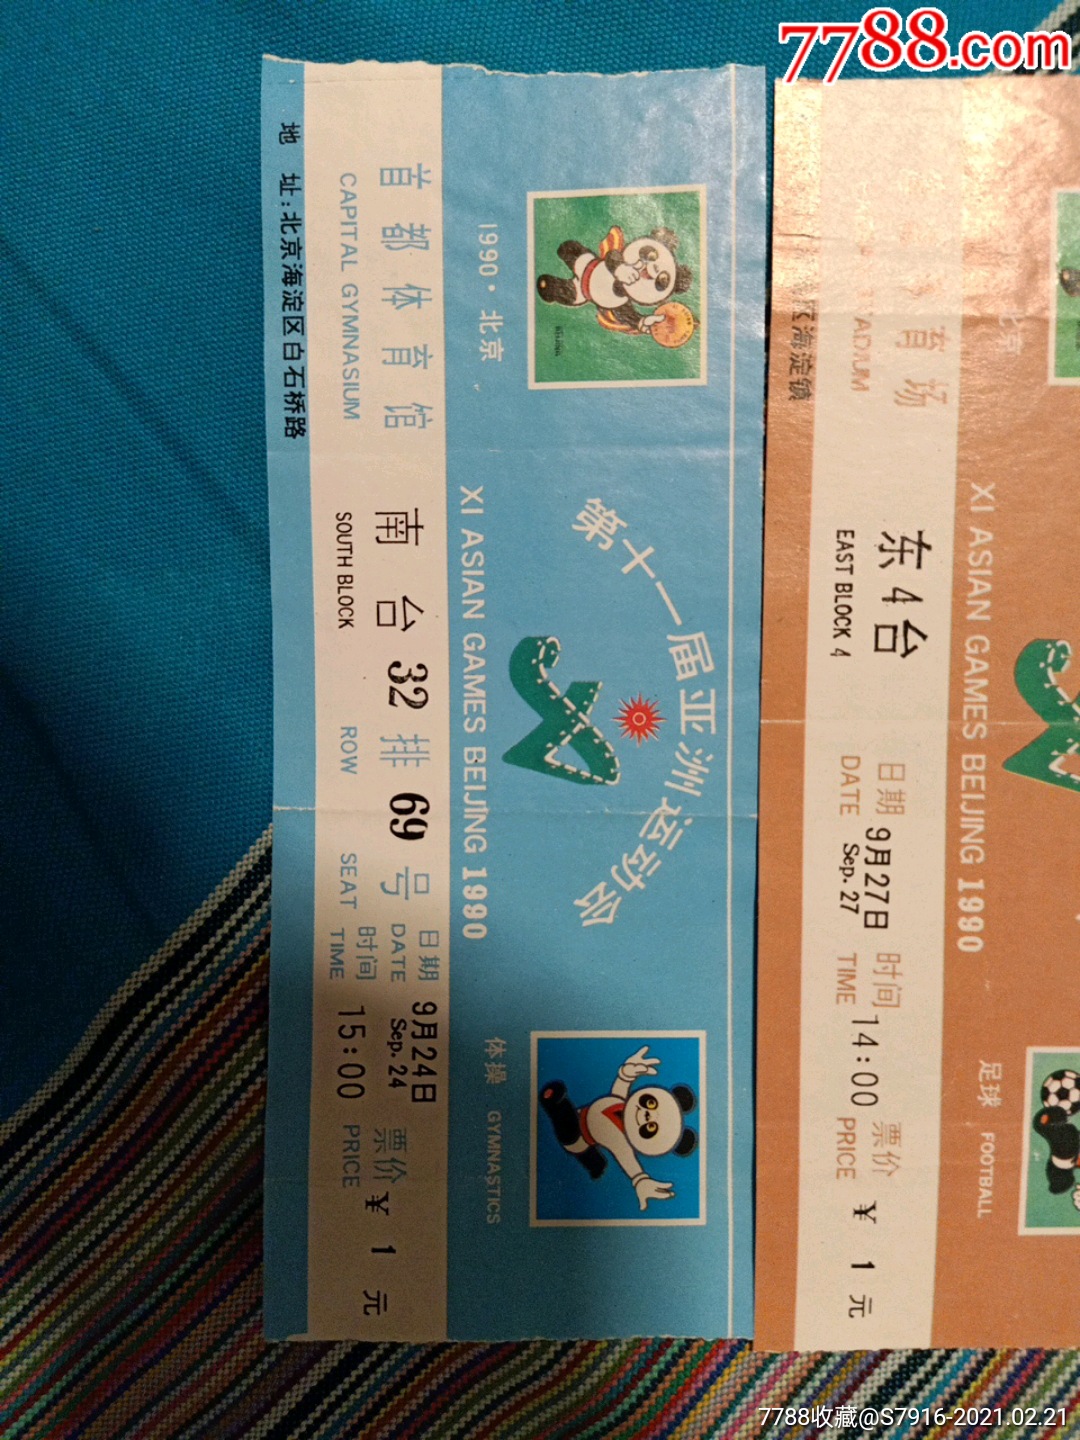 7788.com
地 址:北京海淀区白石桥路
首都体育馆
CAPITAL GYMNASIUM
南台 32 排 69 号
SOUTH BLOCK ROW SEAT
日期 9月24日
DATE Sep. 24
时间 15:00
TIME
票价 ¥ 1 元
PRICE
1990·北京
XI ASIAN GAMES BEIJING 1990
第十一届亚洲运动会
BEIJING
体操 GYMNASTICS
区海淀镇
育场
TADIUM
东4台
EAST BLOCK 4
日期 9月27日
DATE Sep. 27
时间 14:00
TIME
票价 ¥ 1 元
PRICE
京
XI ASIAN GAMES BEIJING 1990
足球 FOOTBALL
7788收藏@S7916-2021.02.21